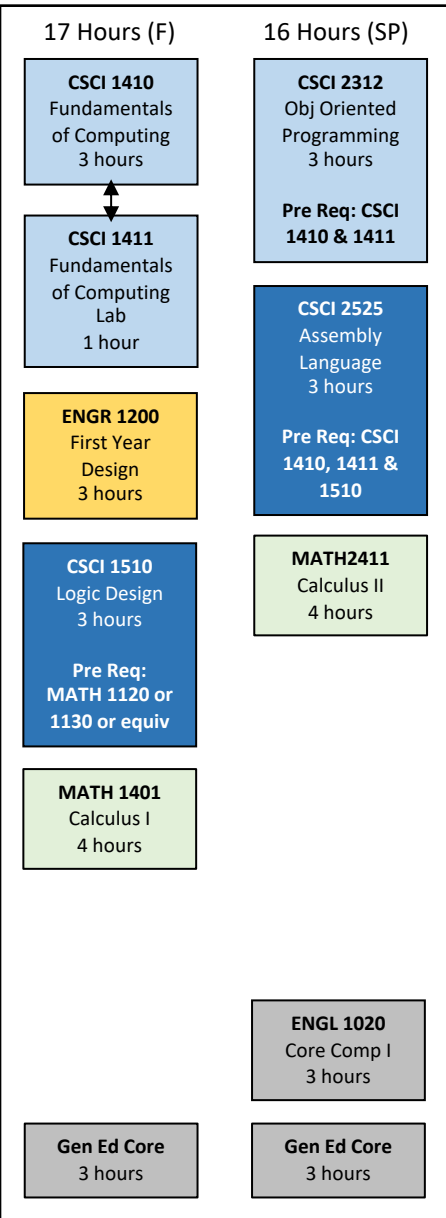 17 Hours (F)
CSCI 1410
Fundamentals
of Computing
3 hours
CSCI 1411
Fundamentals
of Computing
Lab
1 hour
ENGR 1200
First Year
Design
3 hours
CSCI 1510
Logic Design
3 hours
Pre Req:
MATH 1120 or
1130 or equiv
MATH 1401
Calculus I
4 hours
Gen Ed Core
3 hours
16 Hours (SP)
CSCI 2312
Obj Oriented
Programming
3 hours
Pre Req: CSCI
1410 & 1411
CSCI 2525
Assembly
Language
3 hours
Pre Req: CSCI
1410, 1411 &
1510
MATH2411
Calculus II
4 hours
ENGL 1020
Core Comp I
3 hours
Gen Ed Core
3 hours